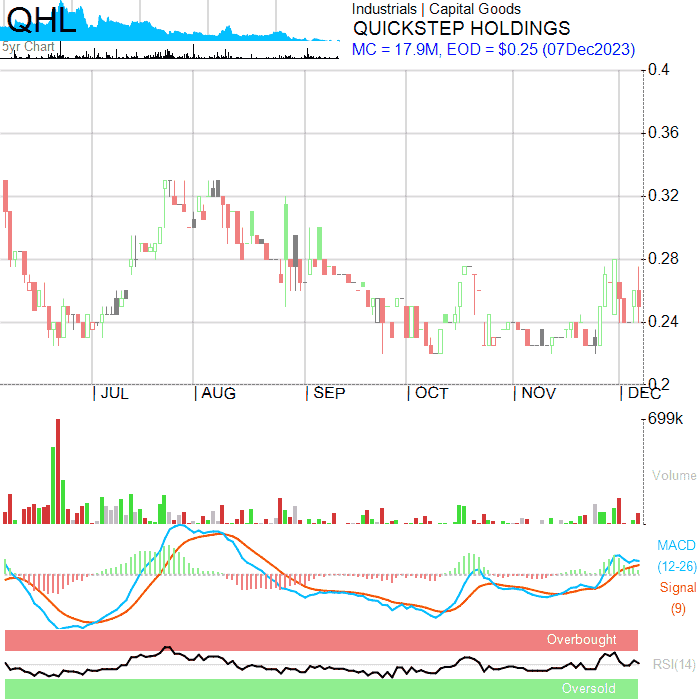 QHL
5yr Chart
Industrials | Capital Goods
QUICKSTEP HOLDINGS
MC = 17.9M, EOD = $0.25 (07Dec2023)
0.4
0.36
0.32
0.28
0.24
0.2
JUL AUG SEP OCT NOV DEC
699k
Volume
MACD
(12-26)
Signal
(9)
Overbought
RSI(14)
Oversold